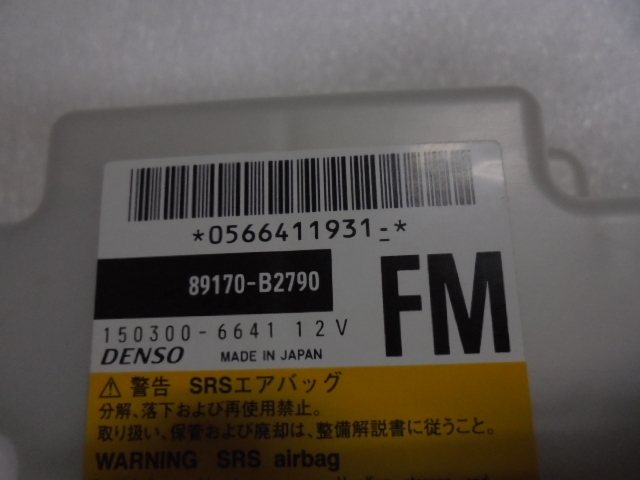 *0566411931-*
89170-B2790
FM
150300-6641 12V
DENSO MADE IN JAPAN
警告 SRSエアバッグ
分解、落下および再使用禁止。
取り扱い、保管および廃却は、整備解説書に従うこと。
WARNING SRS airbag